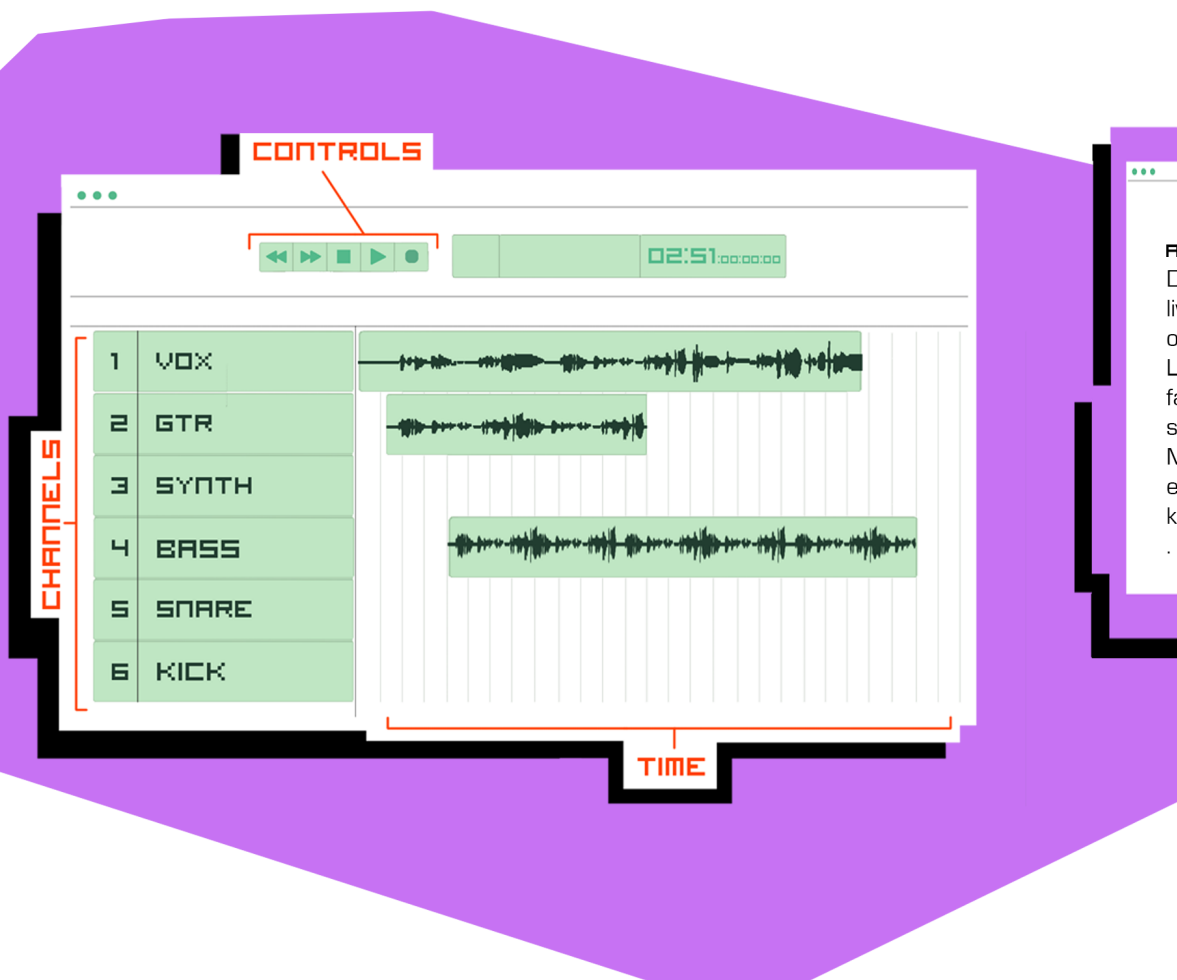 CONTROLS
02:51:00:00:00
1 VOX
2 GTR
3 SYNTH
4 BASS
5 SNARE
6 KICK
CHANNELS
TIME